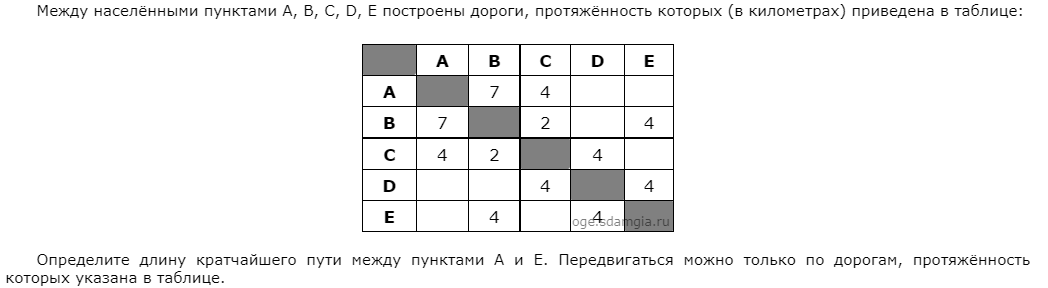 Между населёнными пунктами A, B, C, D, E построены дороги, протяжённость которых (в километрах) приведена в таблице:
A B C D E
A 7 4
B 7 2 4
C 4 2 4
D 4 4
E 4 4
oge.sdamgia.ru
Определите длину кратчайшего пути между пунктами A и E. Передвигаться можно только по дорогам, протяжённость
которых указана в таблице.